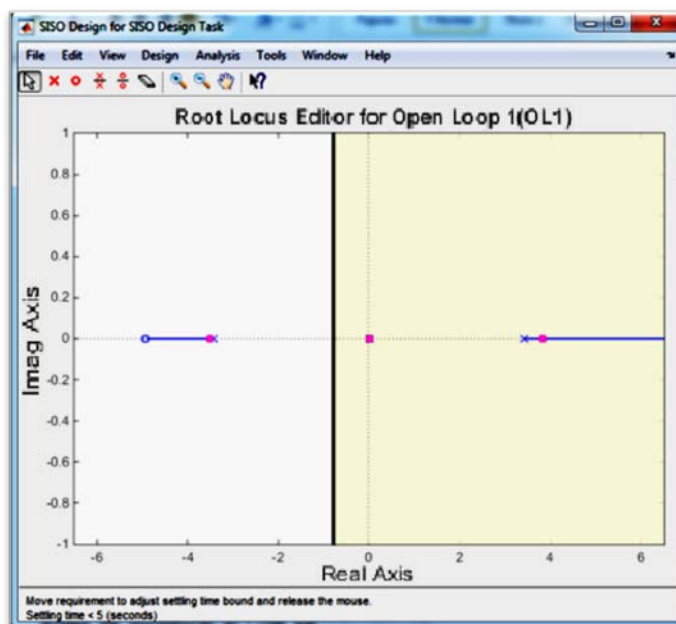 SISO Design for SISO Design Task
File Edit View Design Analysis Tools Window Help
Root Locus Editor for Open Loop 1(OL1)
1
0.8
0.6
0.4
0.2
0
-0.2
-0.4
-0.6
-0.8
-1
Imag Axis
-6 -4 -2 0 2 4 6
Real Axis
Move requirement to adjust settling time bound and release the mouse.
Settling time < 5 (seconds)